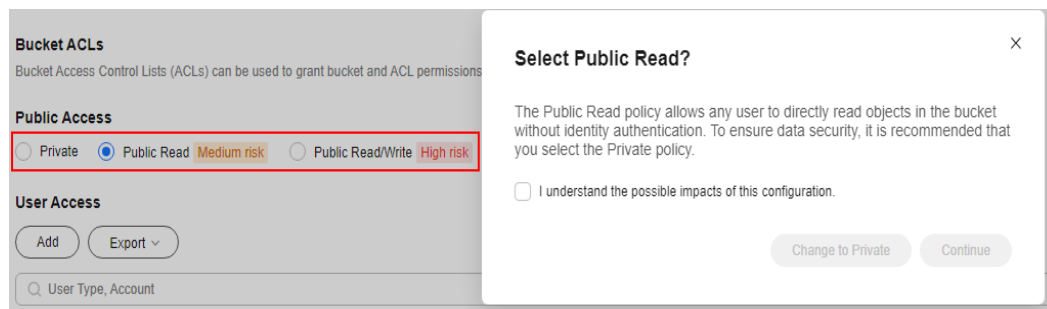 Bucket ACLs
Bucket Access Control Lists (ACLs) can be used to grant bucket and ACL permissions
Public Access
Private Public Read Medium risk Public Read/Write High risk
User Access
Add Export
User Type, Account
Select Public Read?
The Public Read policy allows any user to directly read objects in the bucket
without identity authentication. To ensure data security, it is recommended that
you select the Private policy.
I understand the possible impacts of this configuration.
Change to Private Continue